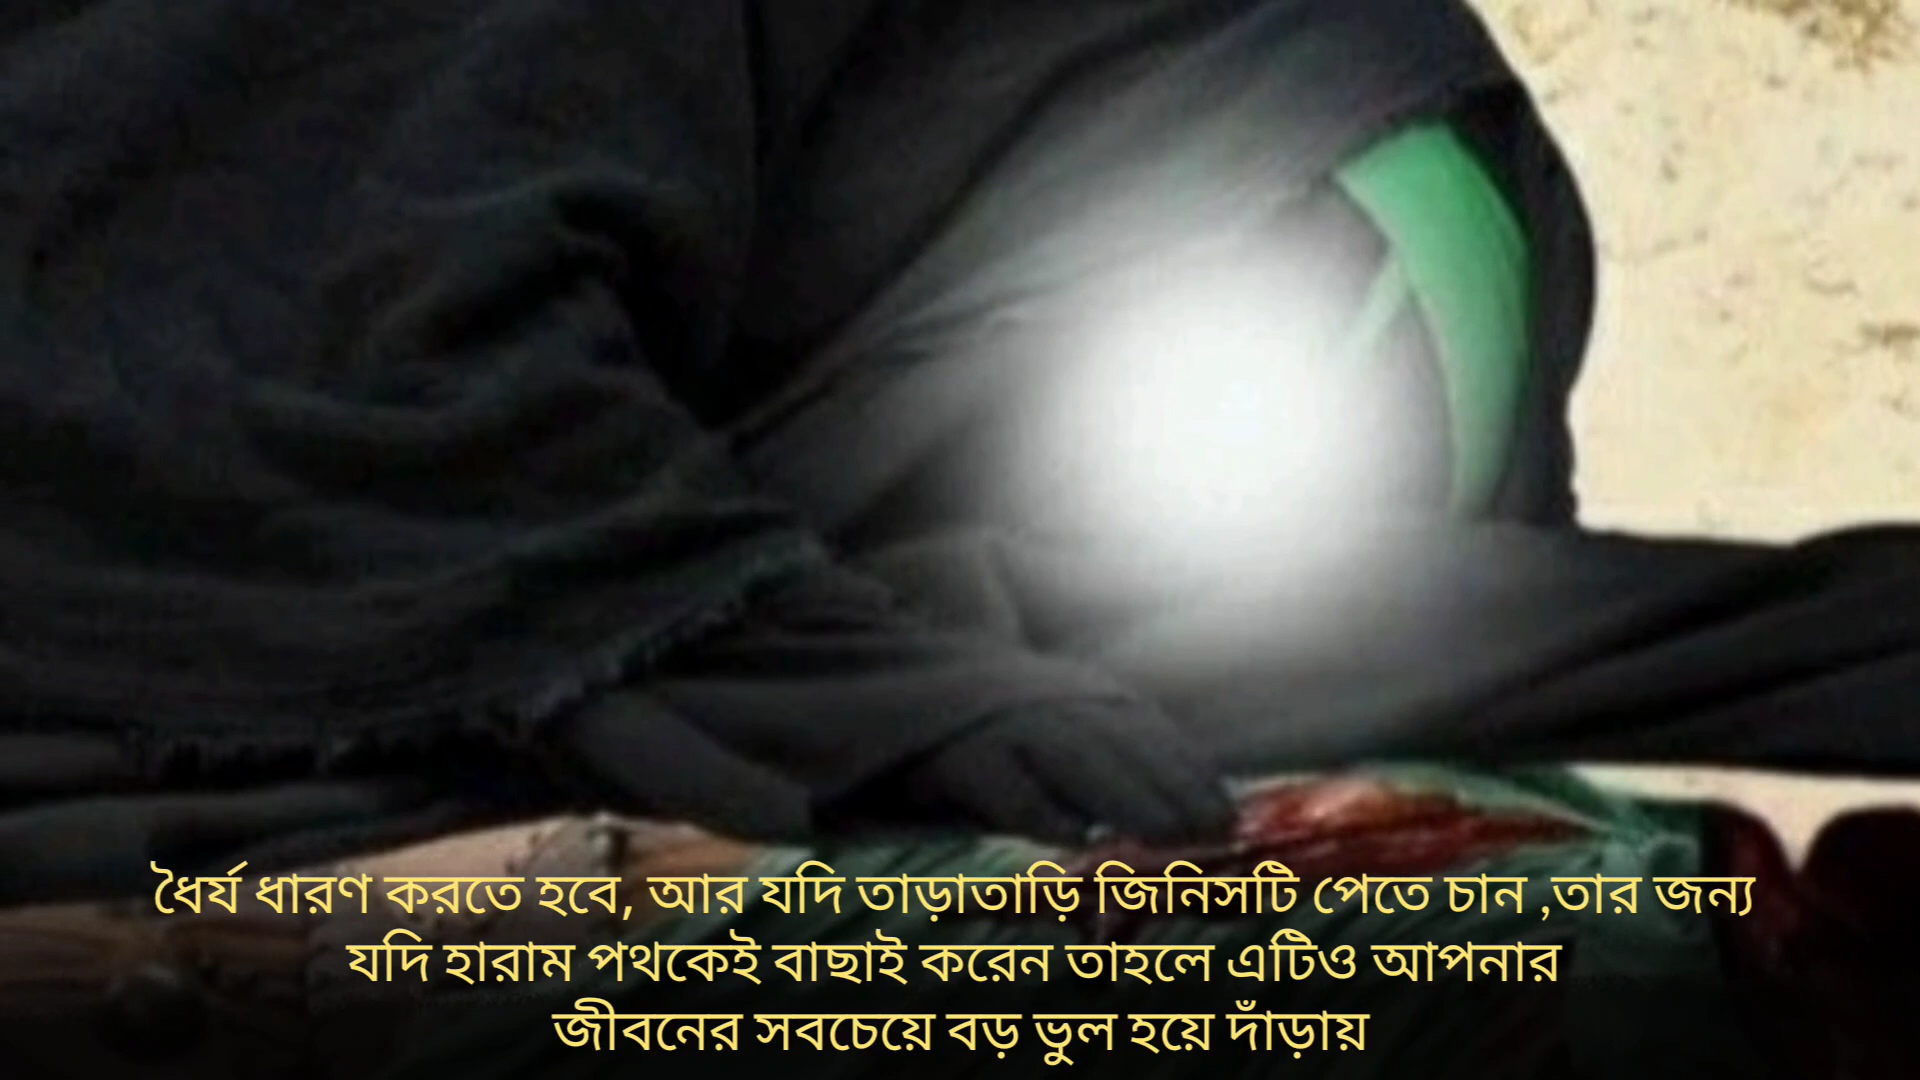 ধৈর্য ধারণ করতে হবে, আর যদি তাড়াতাড়ি জিনিসটি পেতে চান ,তার জন্য
যদি হারাম পথকেই বাছাই করেন তাহলে এটিও আপনার
জীবনের সবচেয়ে বড় ভুল হয়ে দাঁড়ায়